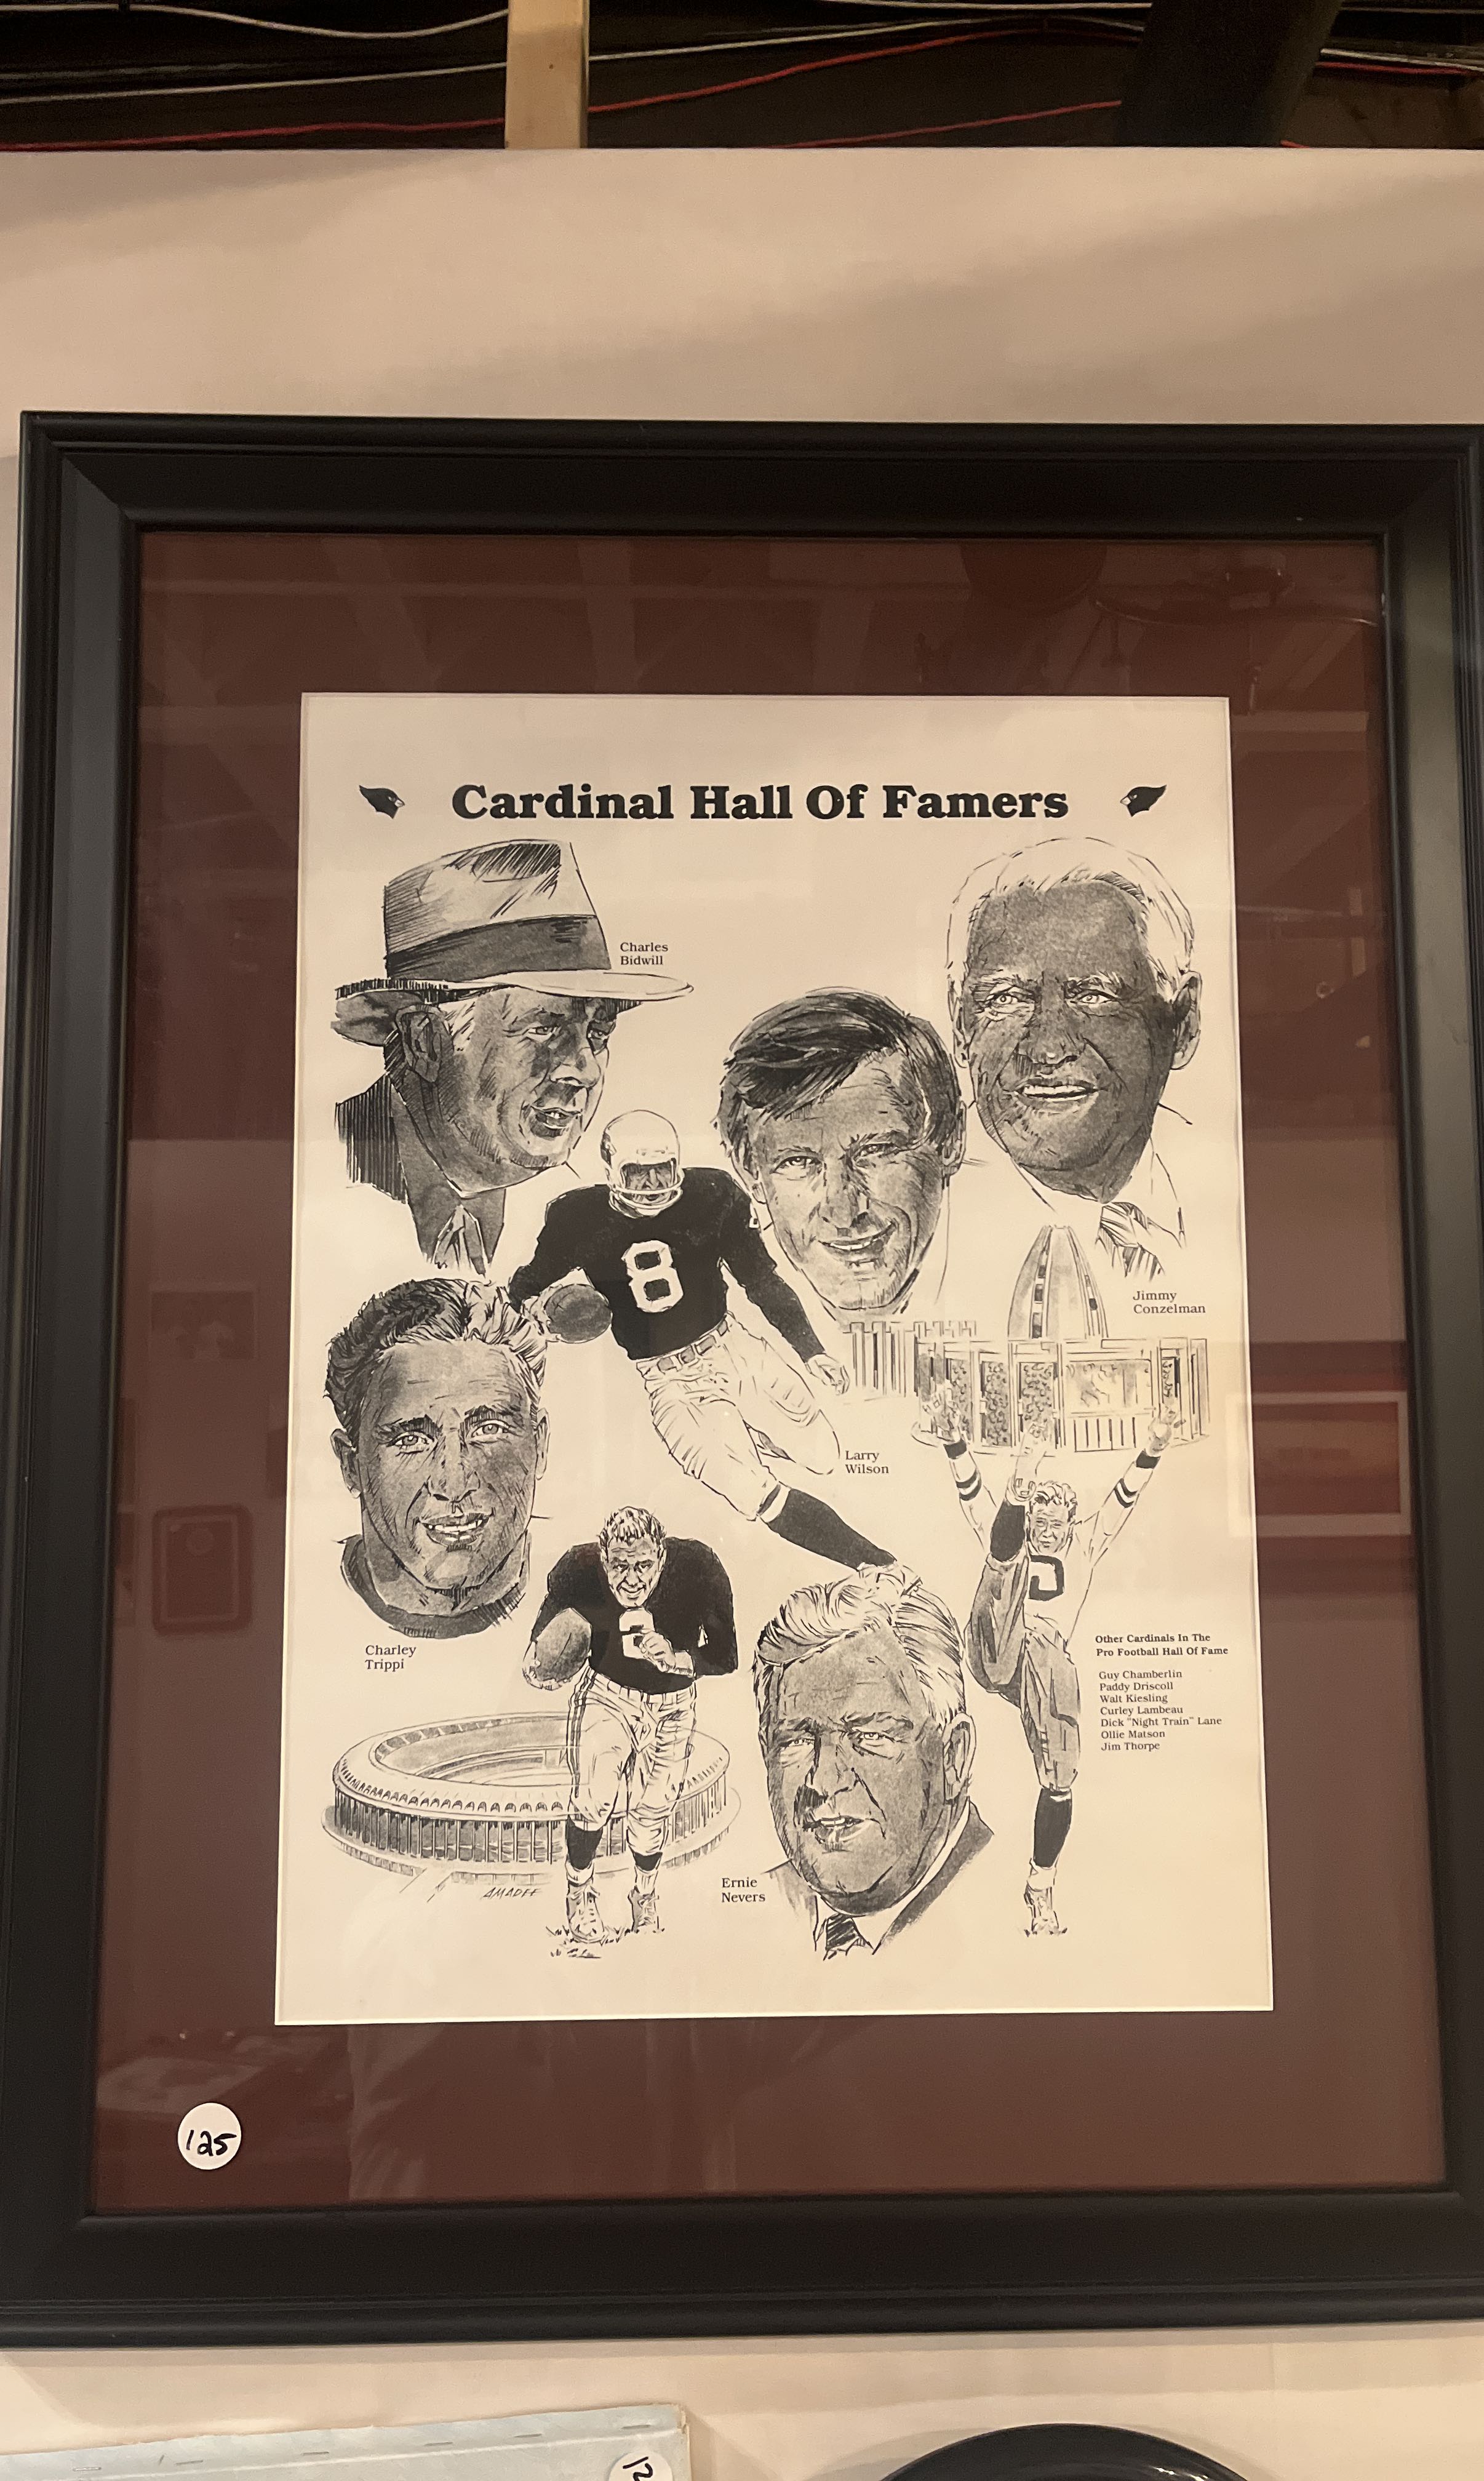 Cardinal Hall Of Famers
Charles
Bidwill
8
Jimmy
Conzelman
Larry
Wilson
Charley
Trippi
Other Cardinals In The
Pro Football Hall Of Fame
Guy Chamberlin
Paddy Driscoll
Walt Kiesling
Curley Lambeau
Dick "Night Train" Lane
Ollie Matson
Jim Thorpe
Ernie
Nevers
125
12